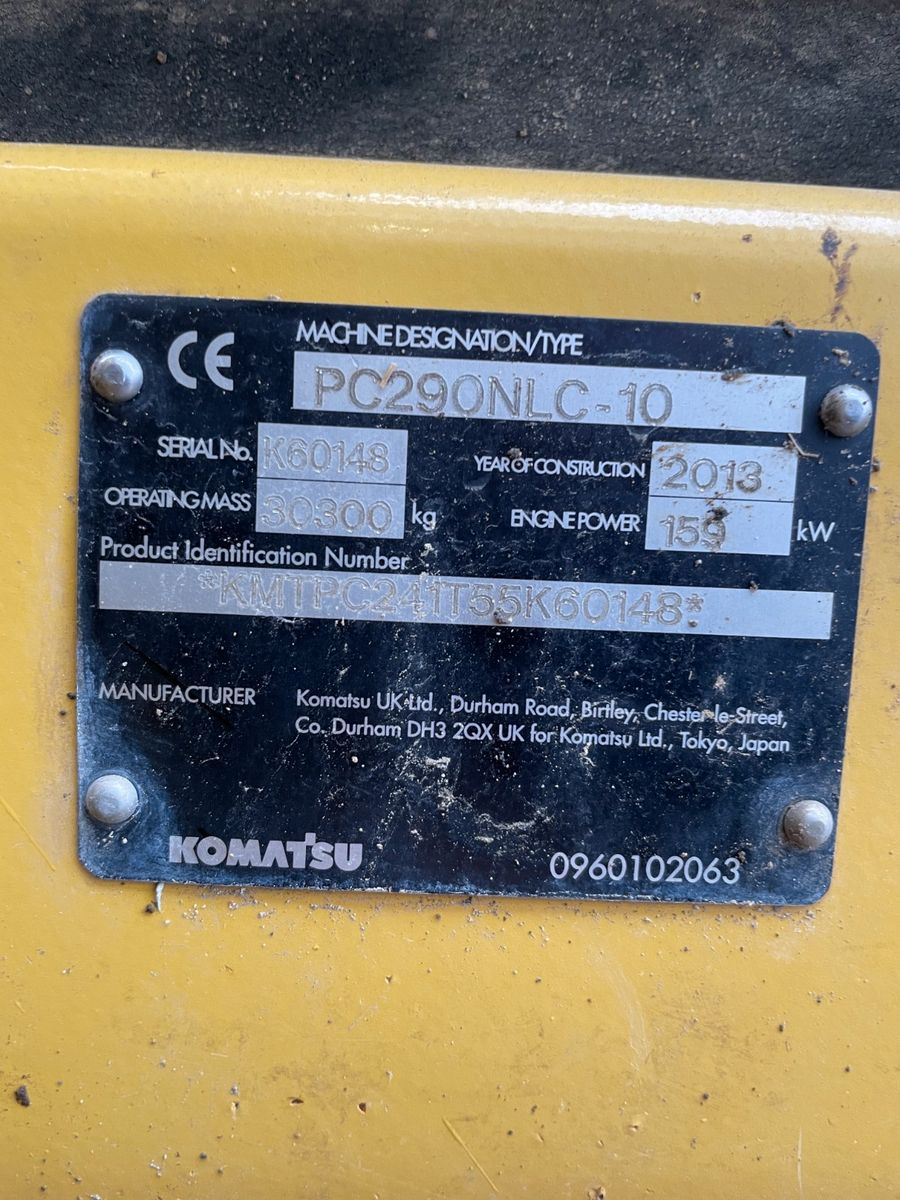 CE
MACHINE DESIGNATION/TYPE
PC290NLC-10
SERIAL No. K60148
YEAR OF CONSTRUCTION 2013
OPERATING MASS 30300 kg
ENGINE POWER 159 kW
Product Identification Number
*KMTPC241T55K60148*
MANUFACTURER
Komatsu UK Ltd., Durham Road, Birtley, Chester-le-Street,
Co. Durham DH3 2QX UK for Komatsu Ltd., Tokyo, Japan
KOMATSU
0960102063